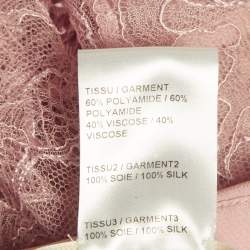 TISSU / GARMENT
60% POLYAMIDE / 60%
POLYAMIDE
40% VISCOSE / 40%
VISCOSE
TISSU2 / GARMENT2
100% SOIE / 100% SILK
TISSU3 / GARMENT3
100% SOIE / 100% SILK